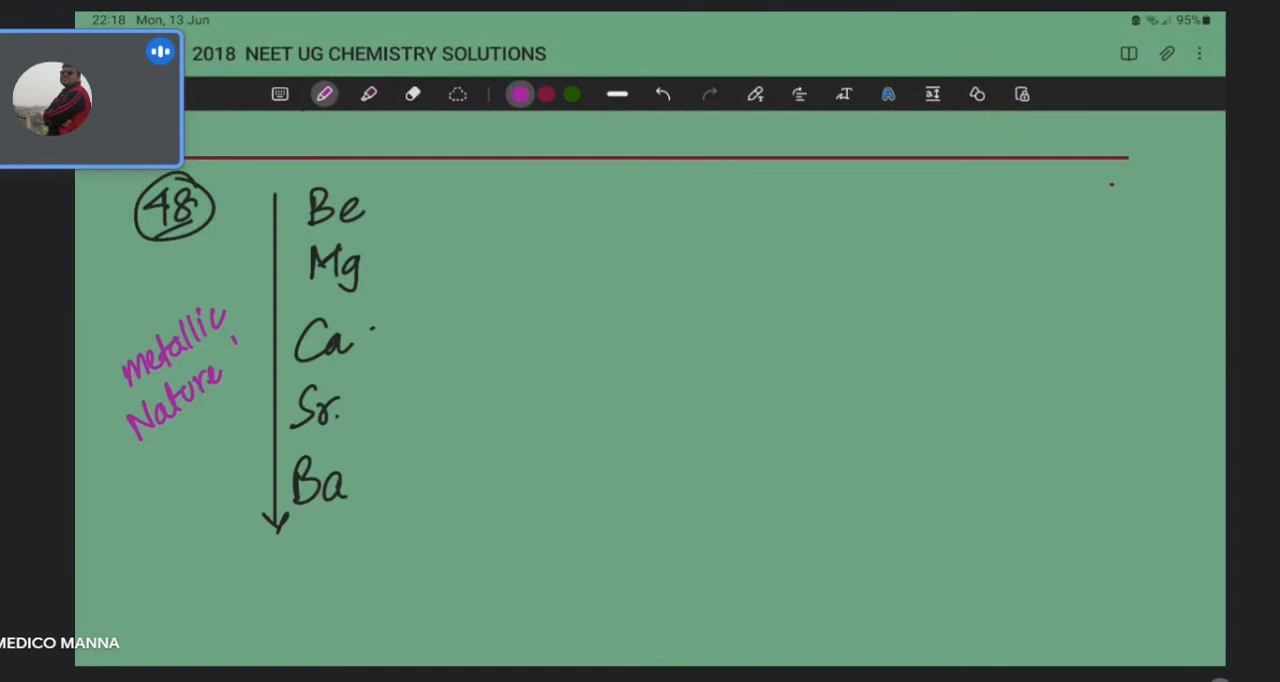 22:18 Mon, 13 Jun
95%
2018 NEET UG CHEMISTRY SOLUTIONS
48
Be
Mg
Ca
Sr.
Ba
metallic
Nature
MEDICO MANNA